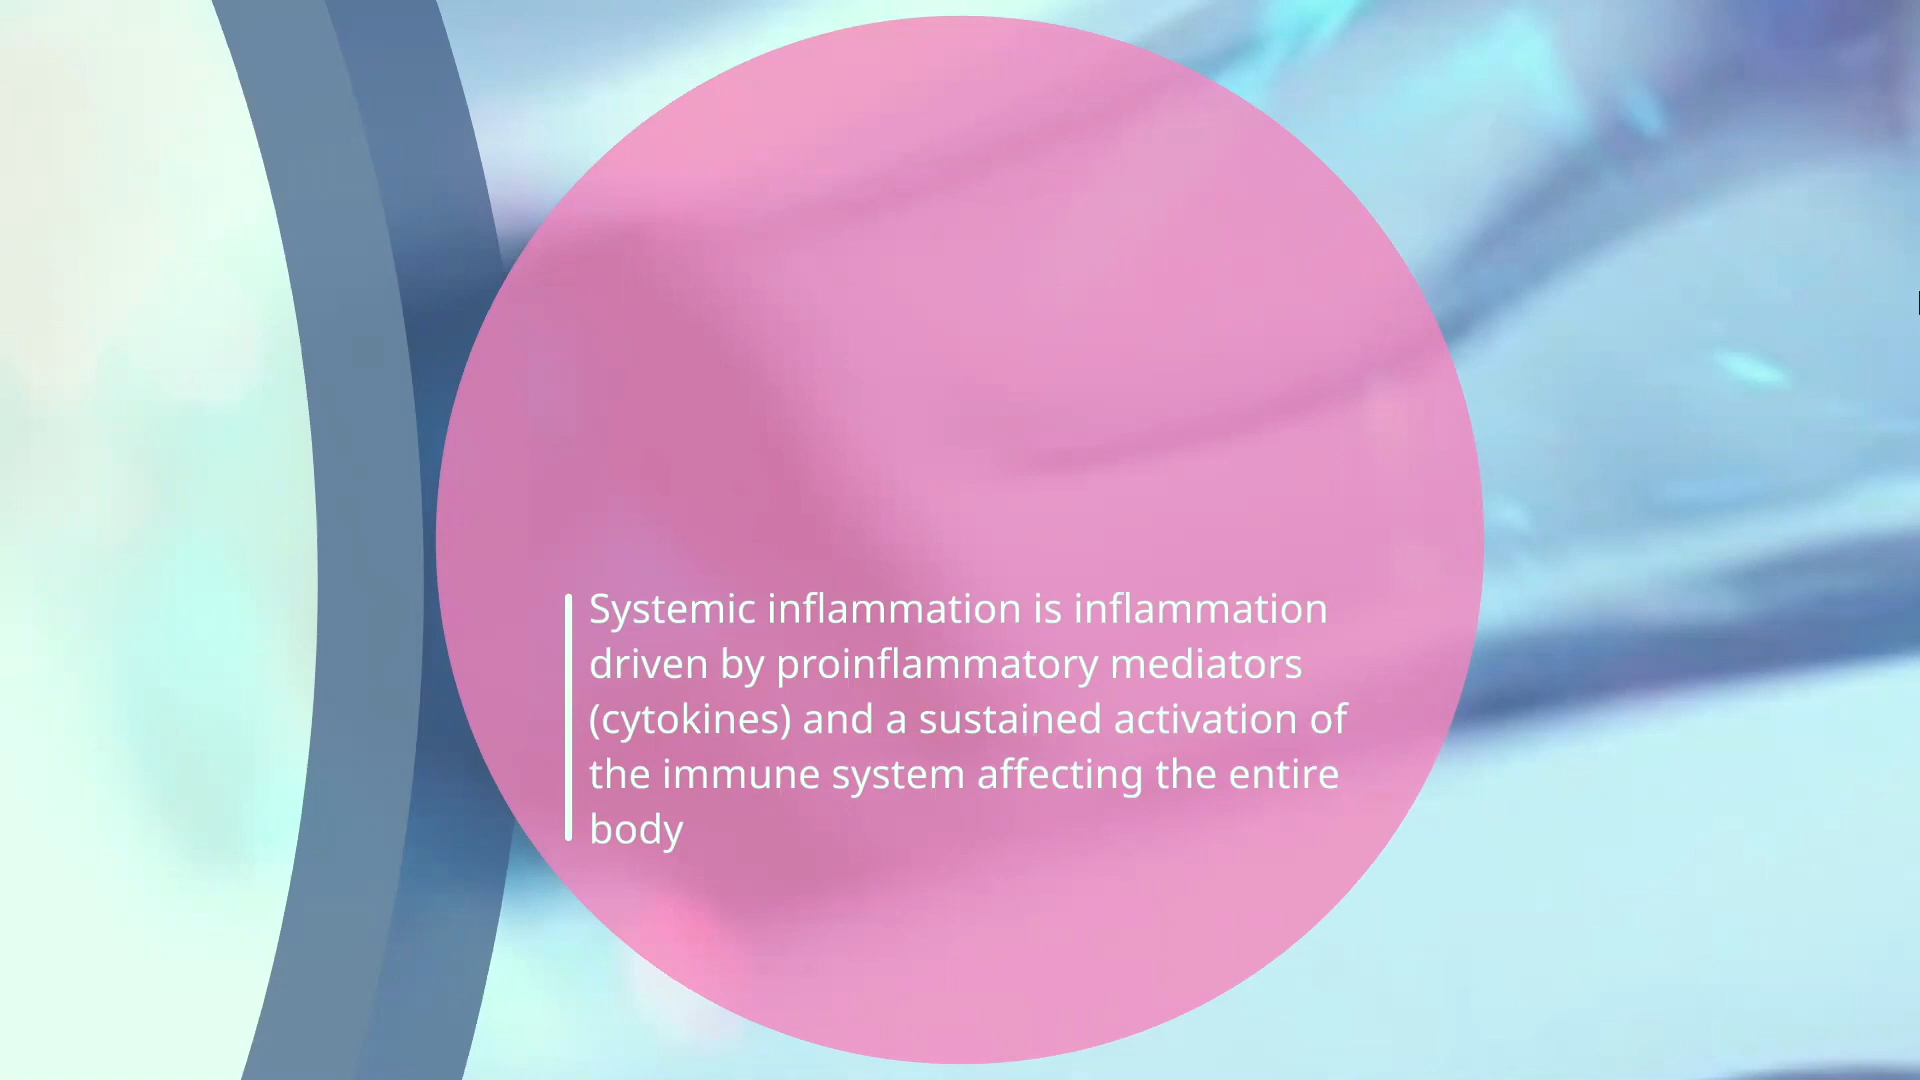 Systemic inflammation is inflammation
driven by proinflammatory mediators
(cytokines) and a sustained activation of
the immune system affecting the entire
body